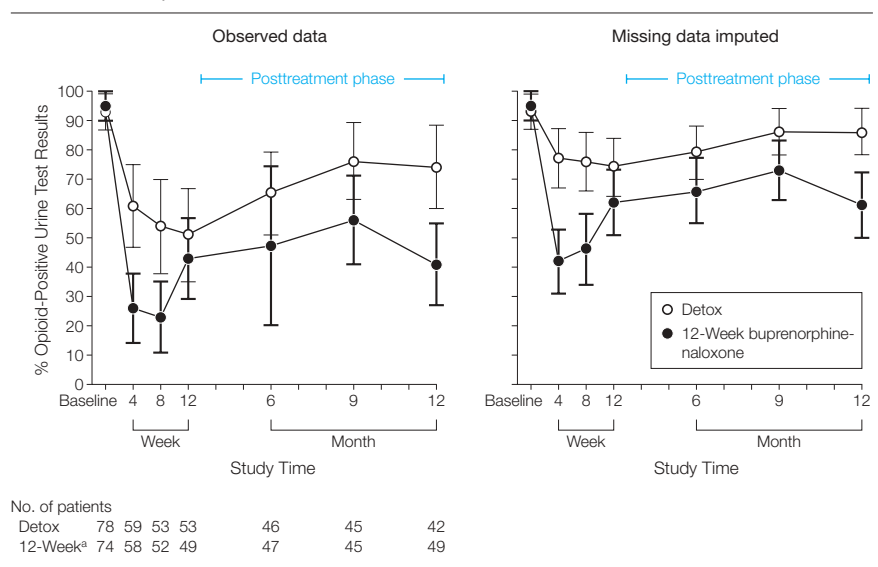 Observed data
Posttreatment phase
% Opioid-Positive Urine Test Results
100
90
80
70
60
50
40
30
20
10
0
Baseline 4 8 12 6 9 12
Week Month
Study Time
Missing data imputed
Posttreatment phase
Detox
12-Week buprenorphine-
naloxone
Baseline 4 8 12 6 9 12
Week Month
Study Time
No. of patients
Detox 78 59 53 53 46 45 42
12-Weekᵃ 74 58 52 49 47 45 49